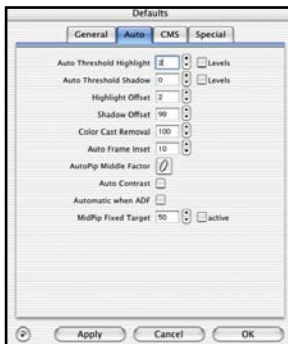 Defaults
General Auto CMS Special
Auto Threshold Highlight 2 Levels
Auto Threshold Shadow 0 Levels
Highlight Offset 2
Shadow Offset 90
Color Cast Removal 100
Auto Frame Inset 10
AutoPip Middle Factor
Auto Contrast
Automatic when ADF
MidPip Fixed Target 50 active
Apply Cancel OK